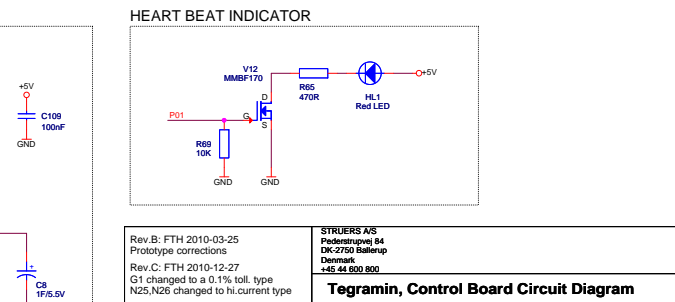 HEART BEAT INDICATOR
+5V
C109
100nF
GND
V12
MMBF170
D
G
S
R65
470R
HL1
Red LED
+5V
P01
R69
10K
GND
GND
+
C8
1F/5.5V
Rev.B: FTH 2010-03-25
Prototype corrections
Rev.C: FTH 2010-12-27
G1 changed to a 0.1% toll. type
N25,N26 changed to hi.current type
STRUERS A/S
Pederstrupvej 84
DK-2750 Ballerup
Denmark
+45 44 600 800
Tegramin, Control Board Circuit Diagram